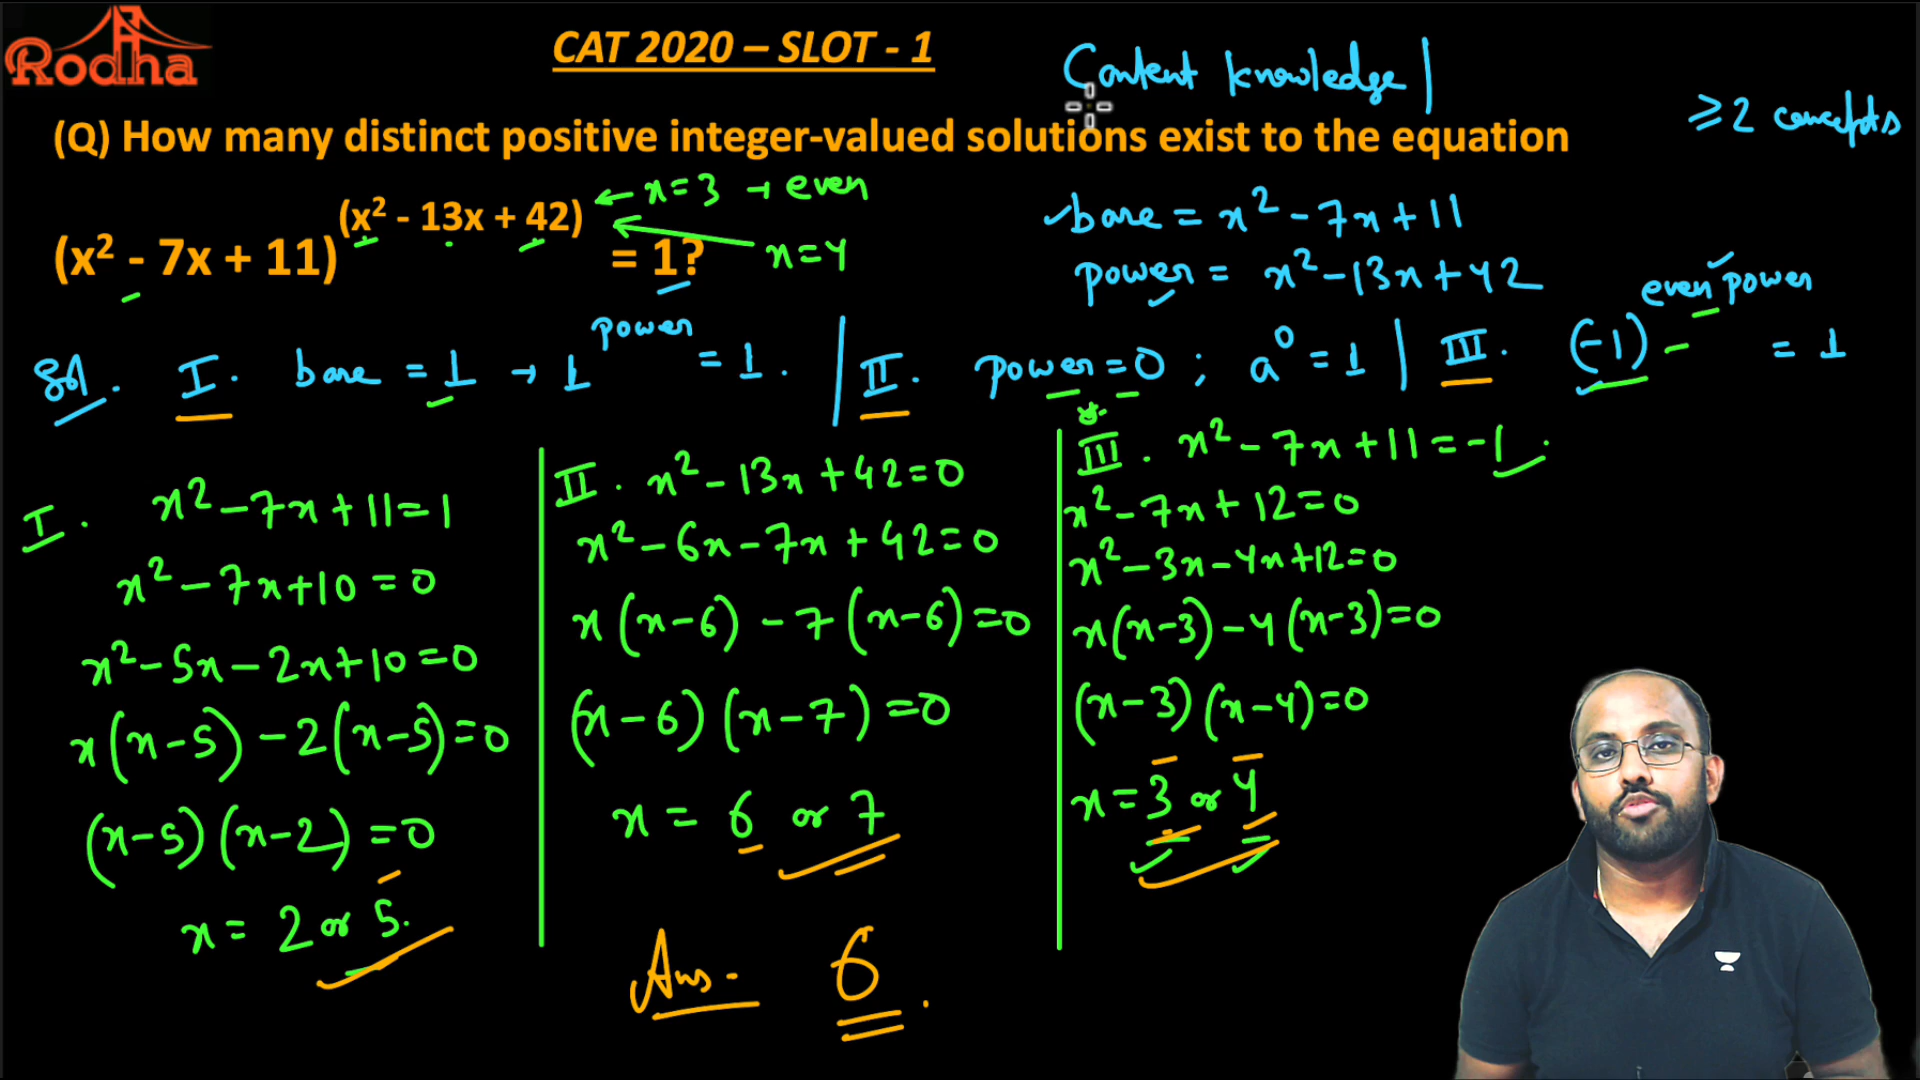 Rodha
CAT 2020 – SLOT - 1
Content knowledge |
≥ 2 concepts
(Q) How many distinct positive integer-valued solutions exist to the equation
(x² - 7x + 11)^(x² - 13x + 42) = 1?
← x=3 → even
x=4
base = x² - 7x + 11
power = x² - 13x + 42
Sol. I. base = 1 → 1^power = 1. | II. power = 0 ; a⁰ = 1 | III. (-1)^even power = 1
I. x² - 7x + 11 = 1
x² - 7x + 10 = 0
x² - 5x - 2x + 10 = 0
x(x-5) - 2(x-5) = 0
(x-5)(x-2) = 0
x = 2 or 5.
II. x² - 13x + 42 = 0
x² - 6x - 7x + 42 = 0
x(x-6) - 7(x-6) = 0
(x-6)(x-7) = 0
x = 6 or 7
III. x² - 7x + 11 = -1.
x² - 7x + 12 = 0
x² - 3x - 4x + 12 = 0
x(x-3) - 4(x-3) = 0
(x-3)(x-4) = 0
x = 3 or 4
Ans - 6.